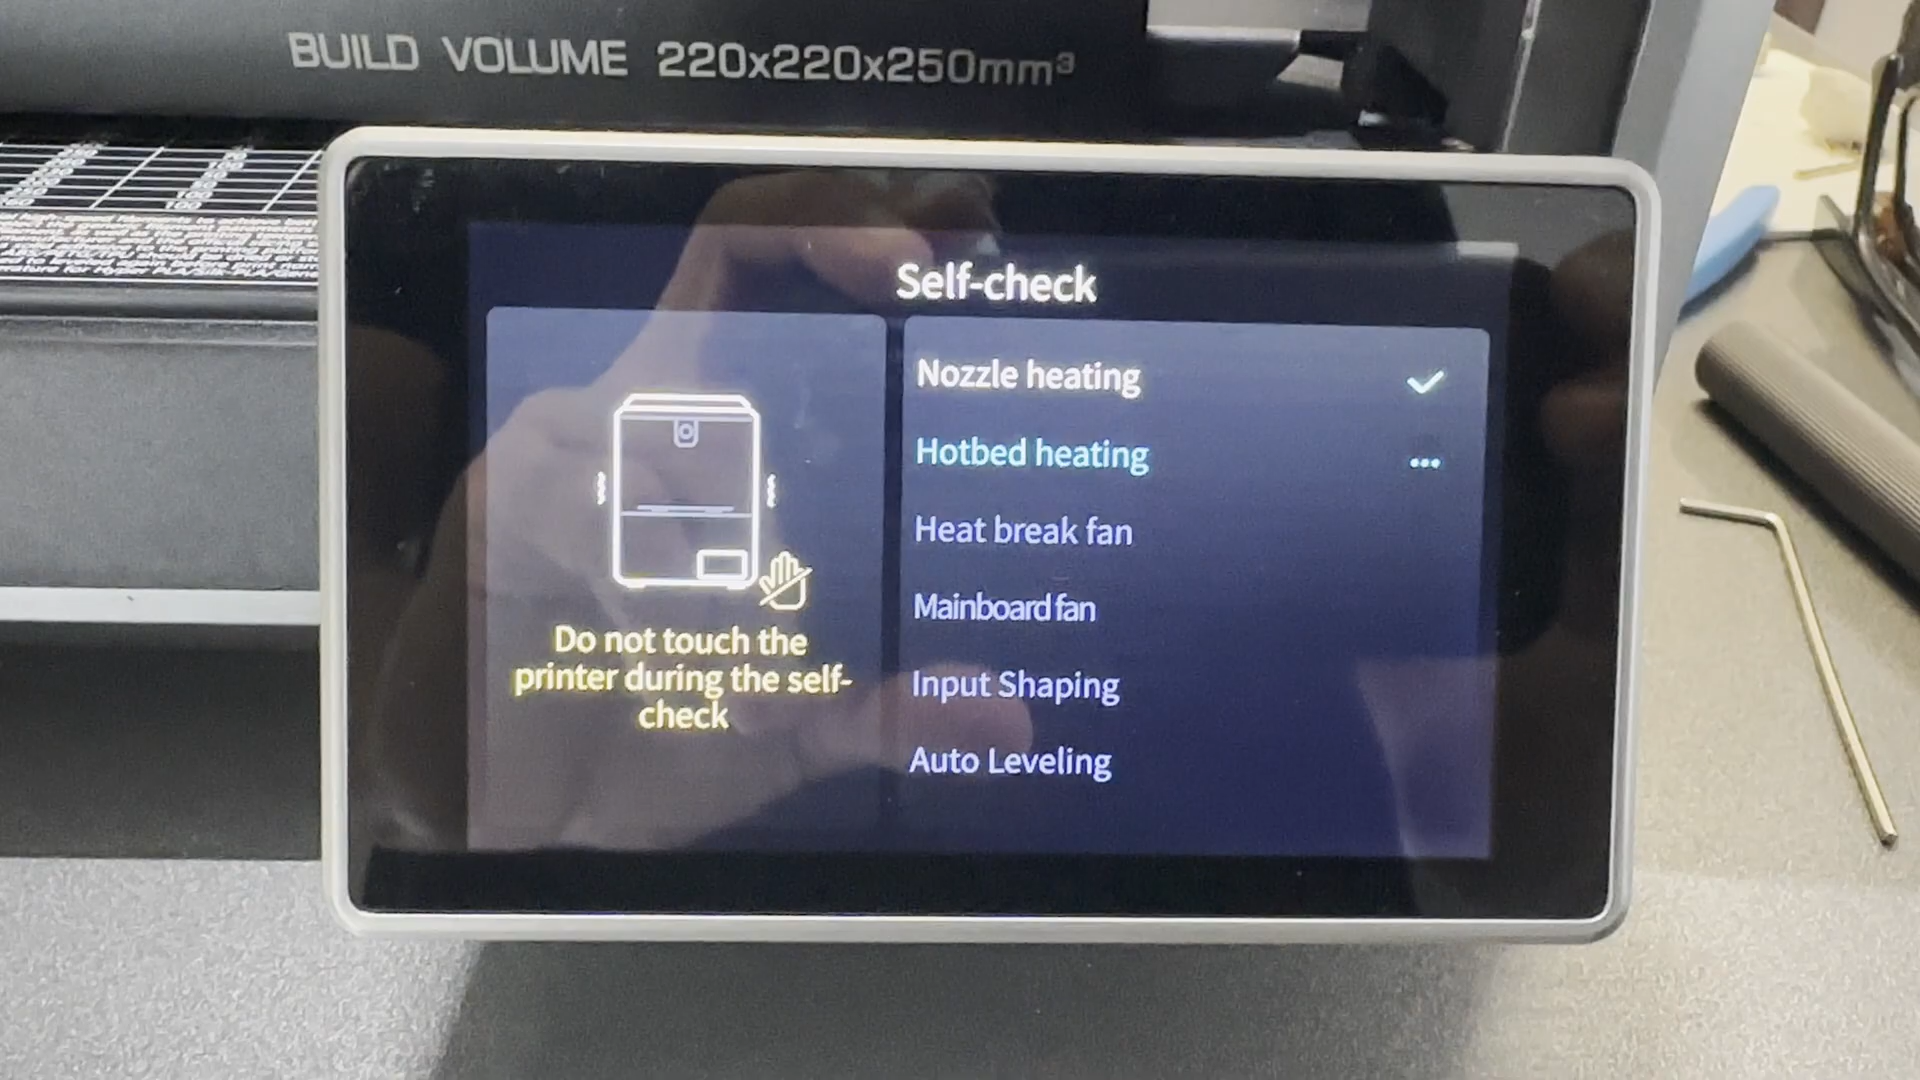 BUILD VOLUME 220x220x250mm³
Self-check
Nozzle heating
Hotbed heating
Heat break fan
Mainboard fan
Input Shaping
Auto Leveling
Do not touch the
printer during the self-
check